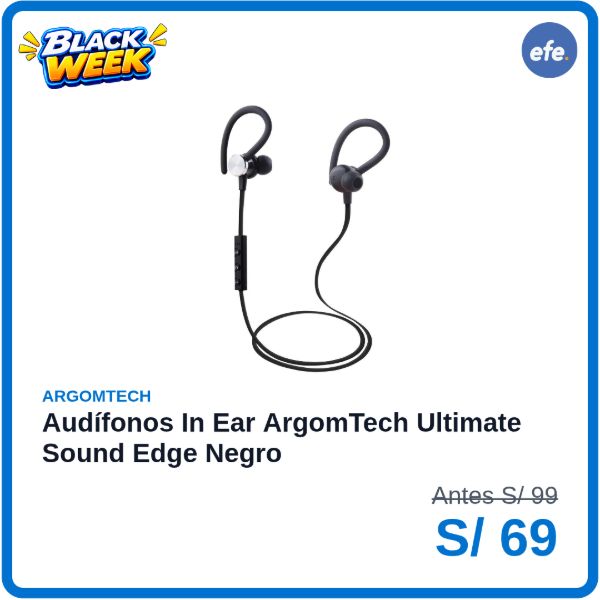 BLACK
WEEK
efe.
ARGOMTECH
Audífonos In Ear ArgomTech Ultimate
Sound Edge Negro
Antes S/ 99
S/ 69